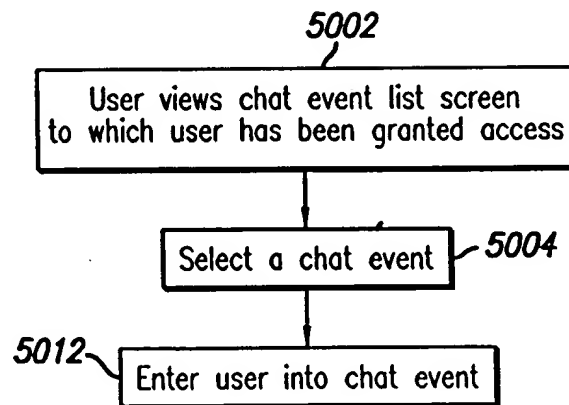 5002
User views chat event list screen
to which user has been granted access
Select a chat event
5004
5012
Enter user into chat event